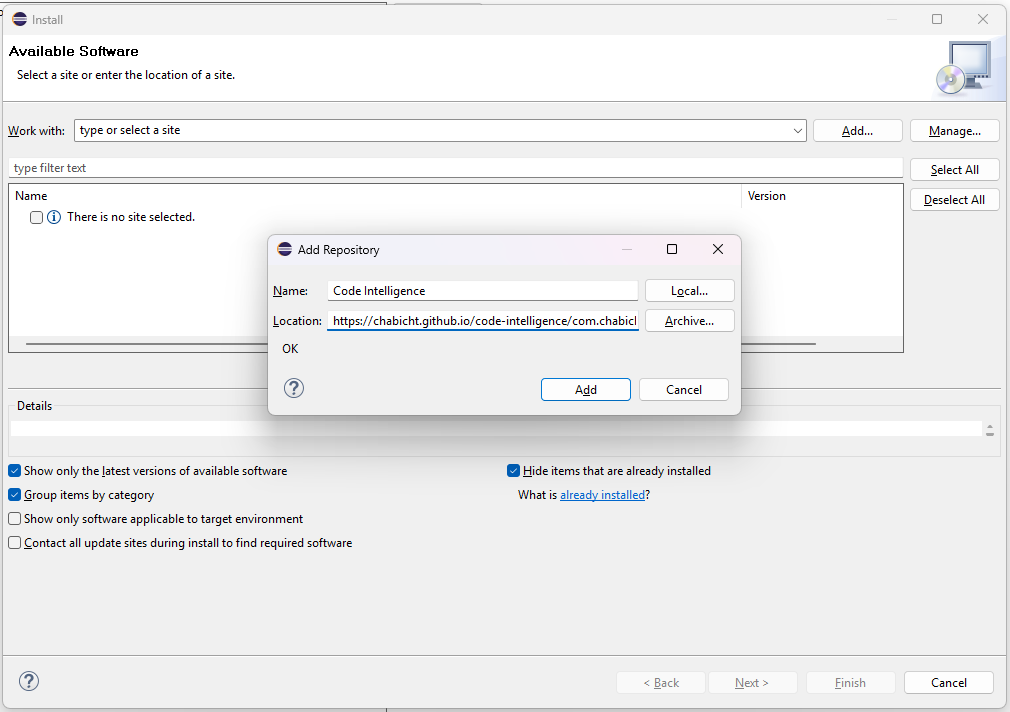 Install
Available Software
Select a site or enter the location of a site.
Work with: type or select a site Add... Manage...
type filter text Select All
Name Version Deselect All
There is no site selected.
Add Repository
Name: Code Intelligence Local...
Location: https://chabicht.github.io/code-intelligence/com.chabicl Archive...
OK
? Add Cancel
Details
Show only the latest versions of available software Hide items that are already installed
Group items by category What is already installed?
Show only software applicable to target environment
Contact all update sites during install to find required software
? < Back Next > Finish Cancel